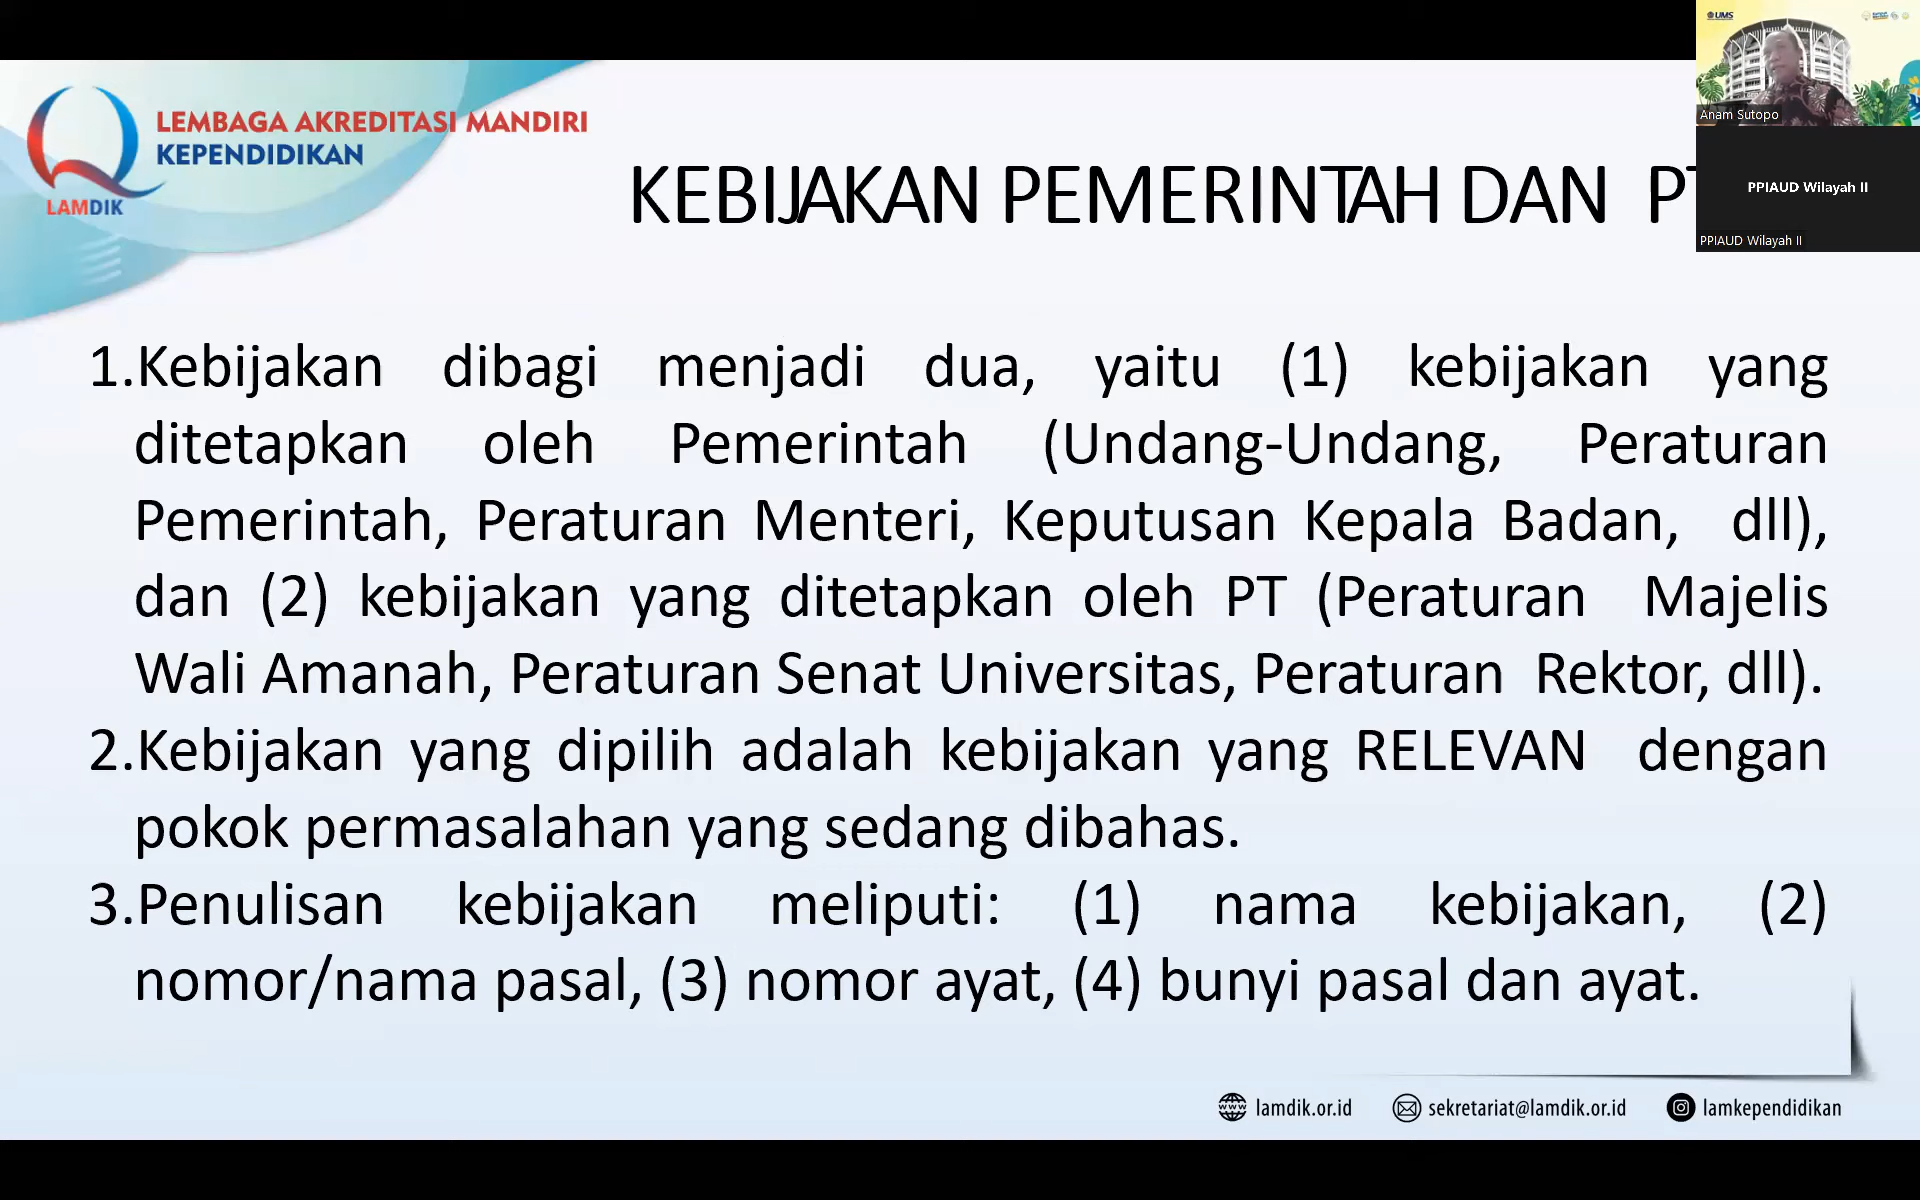 UMS
Anam Sutopo
PPIAUD Wilayah II
PPIAUD Wilayah II
LEMBAGA AKREDITASI MANDIRI
KEPENDIDIKAN
LAMDIK
KEBIJAKAN PEMERINTAH DAN PT
1.Kebijakan dibagi menjadi dua, yaitu (1) kebijakan yang
ditetapkan oleh Pemerintah (Undang-Undang, Peraturan
Pemerintah, Peraturan Menteri, Keputusan Kepala Badan, dll),
dan (2) kebijakan yang ditetapkan oleh PT (Peraturan Majelis
Wali Amanah, Peraturan Senat Universitas, Peraturan Rektor, dll).
2.Kebijakan yang dipilih adalah kebijakan yang RELEVAN dengan
pokok permasalahan yang sedang dibahas.
3.Penulisan kebijakan meliputi: (1) nama kebijakan, (2)
nomor/nama pasal, (3) nomor ayat, (4) bunyi pasal dan ayat.
lamdik.or.id
sekretariat@lamdik.or.id
lamkependidikan